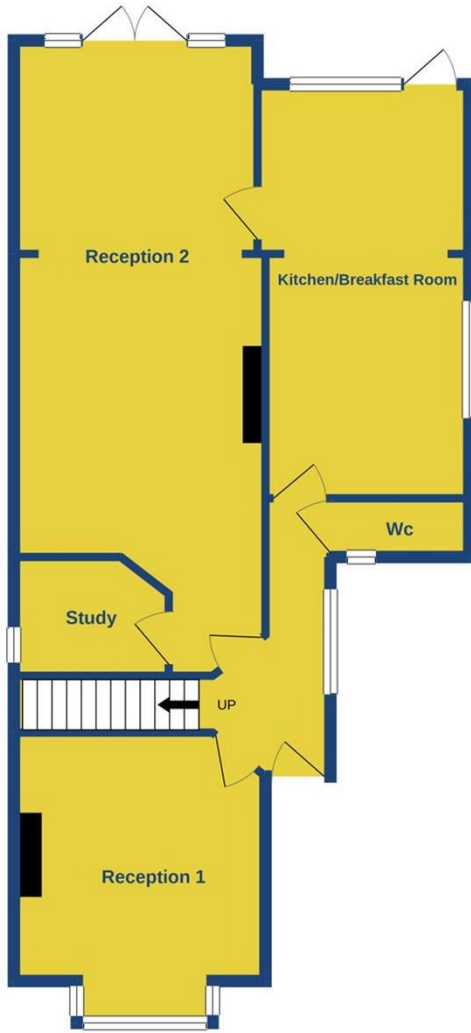 Reception 2
Kitchen/Breakfast Room
Wc
Study
UP
Reception 1